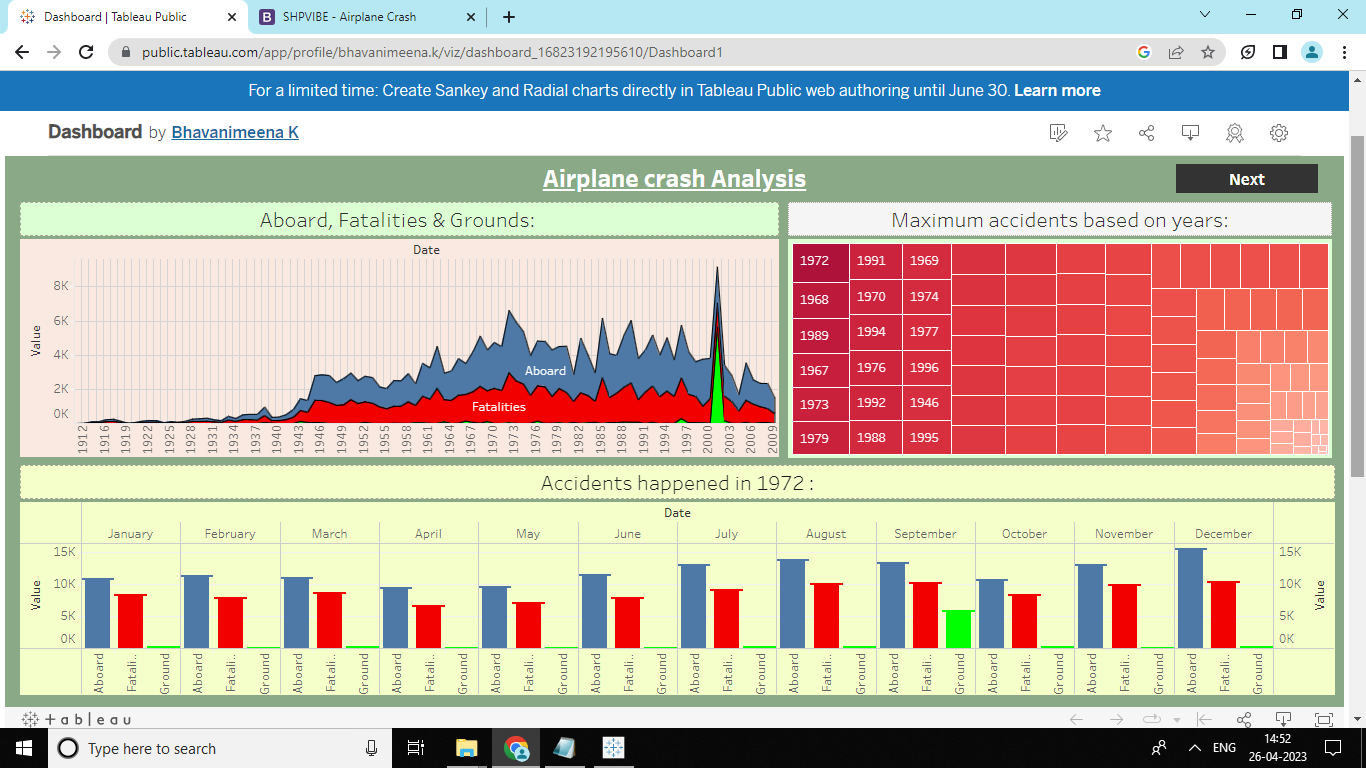 Dashboard | Tableau Public
SHPVIBE - Airplane Crash
public.tableau.com/app/profile/bhavanimeena.k/viz/dashboard_16823192195610/Dashboard1
For a limited time: Create Sankey and Radial charts directly in Tableau Public web authoring until June 30. Learn more
Dashboard by Bhavanimeena K
Airplane crash Analysis
Next
Aboard, Fatalities & Grounds:
Date
Value
8K
6K
4K
2K
0K
Aboard
Fatalities
1912 1916 1919 1922 1925 1928 1931 1934 1937 1940 1943 1946 1949 1952 1955 1958 1961 1964 1967 1970 1973 1976 1979 1982 1985 1988 1991 1994 1997 2000 2003 2006 2009
Maximum accidents based on years:
1972 1991 1969
1968 1970 1974
1989 1994 1977
1967 1976 1996
1973 1992 1946
1979 1988 1995
Accidents happened in 1972 :
Date
January February March April May June July August September October November December
Value
15K
10K
5K
0K
15K
10K
5K
0K
Value
Aboard Fatali.. Ground Aboard Fatali.. Ground Aboard Fatali.. Ground Aboard Fatali.. Ground Aboard Fatali.. Ground Aboard Fatali.. Ground Aboard Fatali.. Ground Aboard Fatali.. Ground Aboard Fatali.. Ground Aboard Fatali.. Ground Aboard Fatali.. Ground Aboard Fatali.. Ground
+ableau
Type here to search
ENG
14:52
26-04-2023